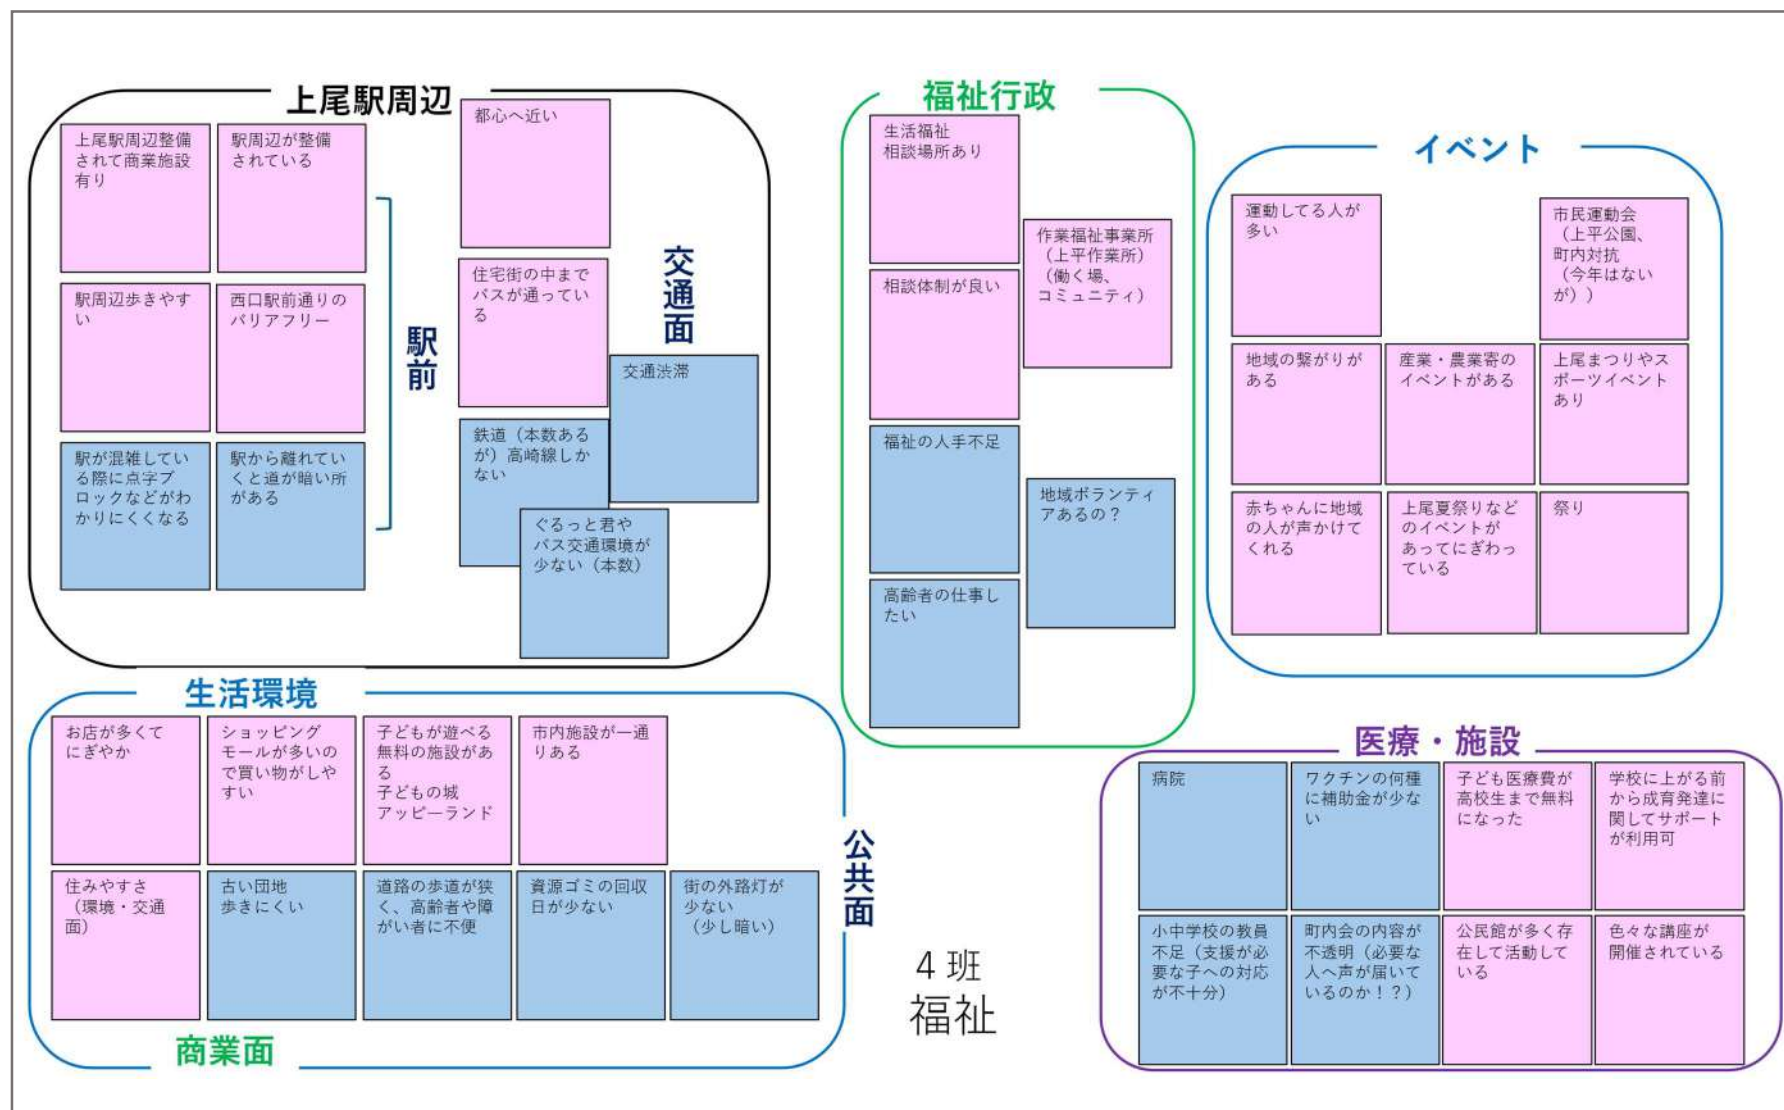 上尾駅周辺
上尾駅周辺整備
されて商業施設
有り
駅周辺が整備
されている
駅周辺歩きやす
い
西口駅前通りの
バリアフリー
駅が混雑してい
る際に点字ブ
ロックなどがわ
かりにくくなる
駅から離れてい
くと道が暗い所
がある
駅前
都心へ近い
住宅街の中まで
バスが通ってい
る
交通面
交通渋滞
鉄道（本数ある
が）高崎線しか
ない
ぐるっと君や
バス交通環境が
少ない（本数）
福祉行政
生活福祉
相談場所あり
作業福祉事業所
（上平作業所）
（働く場、
コミュニティ）
相談体制が良い
福祉の人手不足
地域ボランティ
アあるの？
高齢者の仕事し
たい
イベント
運動してる人が
多い
市民運動会
（上平公園、
町内対抗
（今年はない
が））
地域の繋がりが
ある
産業・農業寄の
イベントがある
上尾まつりやス
ポーツイベント
あり
赤ちゃんに地域
の人が声かけて
くれる
上尾夏祭りなど
のイベントが
あってにぎわっ
ている
祭り
生活環境
お店が多くて
にぎやか
ショッピング
モールが多いの
で買い物がしや
すい
子どもが遊べる
無料の施設があ
る
子どもの城
アッピーランド
市内施設が一通
りある
住みやすさ
（環境・交通
面）
古い団地
歩きにくい
道路の歩道が狭
く、高齢者や障
がい者に不便
資源ゴミの回収
日が少ない
街の外路灯が
少ない
（少し暗い）
公共面
商業面
４班
福祉
医療・施設
病院
ワクチンの何種
に補助金が少な
い
子ども医療費が
高校生まで無料
になった
学校に上がる前
から成育発達に
関してサポート
が利用可
小中学校の教員
不足（支援が必
要な子への対応
が不十分）
町内会の内容が
不透明（必要な
人へ声が届いて
いるのか！？）
公民館が多く存
在して活動して
いる
色々な講座が
開催されている